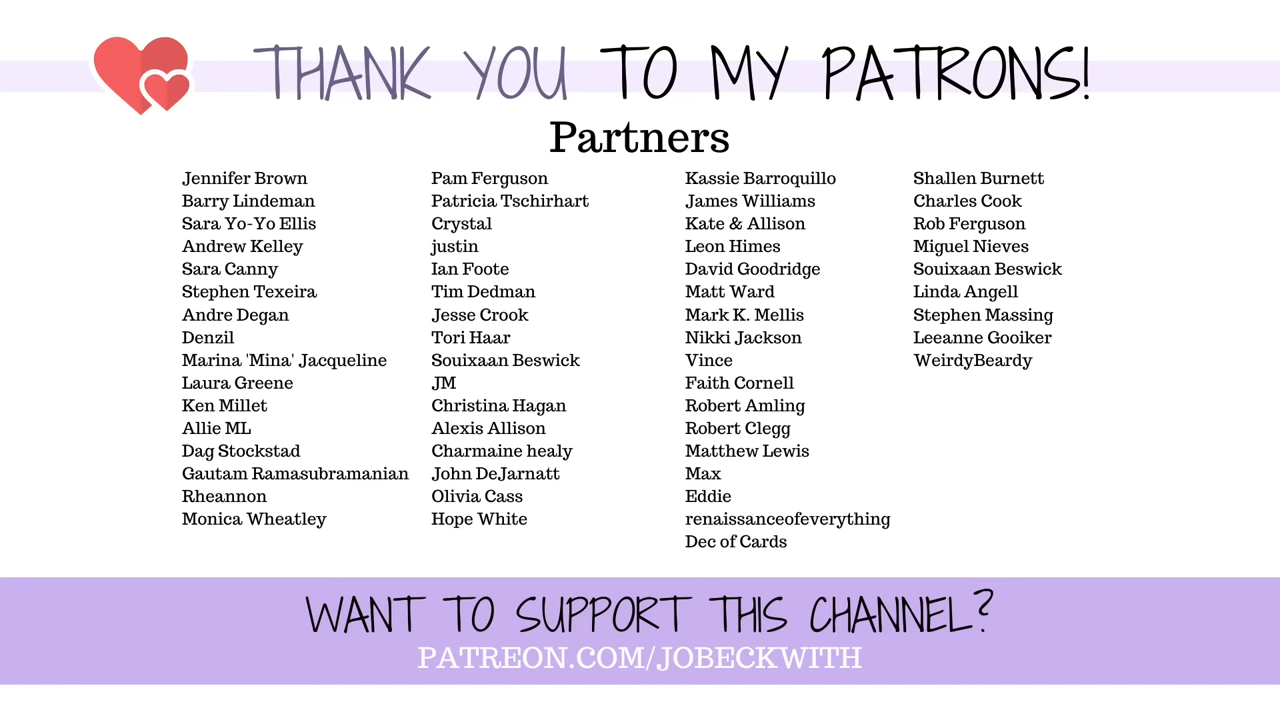 THANK YOU TO MY PATRONS!
Partners
Jennifer Brown
Barry Lindeman
Sara Yo-Yo Ellis
Andrew Kelley
Sara Canny
Stephen Texeira
Andre Degan
Denzil
Marina 'Mina' Jacqueline
Laura Greene
Ken Millet
Allie ML
Dag Stockstad
Gautam Ramasubramanian
Rheannon
Monica Wheatley
Pam Ferguson
Patricia Tschirhart
Crystal
justin
Ian Foote
Tim Dedman
Jesse Crook
Tori Haar
Souixaan Beswick
JM
Christina Hagan
Alexis Allison
Charmaine healy
John DeJarnatt
Olivia Cass
Hope White
Kassie Barroquillo
James Williams
Kate & Allison
Leon Himes
David Goodridge
Matt Ward
Mark K. Mellis
Nikki Jackson
Vince
Faith Cornell
Robert Amling
Robert Clegg
Matthew Lewis
Max
Eddie
renaissanceofeverything
Dec of Cards
Shallen Burnett
Charles Cook
Rob Ferguson
Miguel Nieves
Souixaan Beswick
Linda Angell
Stephen Massing
Leeanne Gooiker
WeirdyBeardy
WANT TO SUPPORT THIS CHANNEL?
PATREON.COM/JOBECKWITH